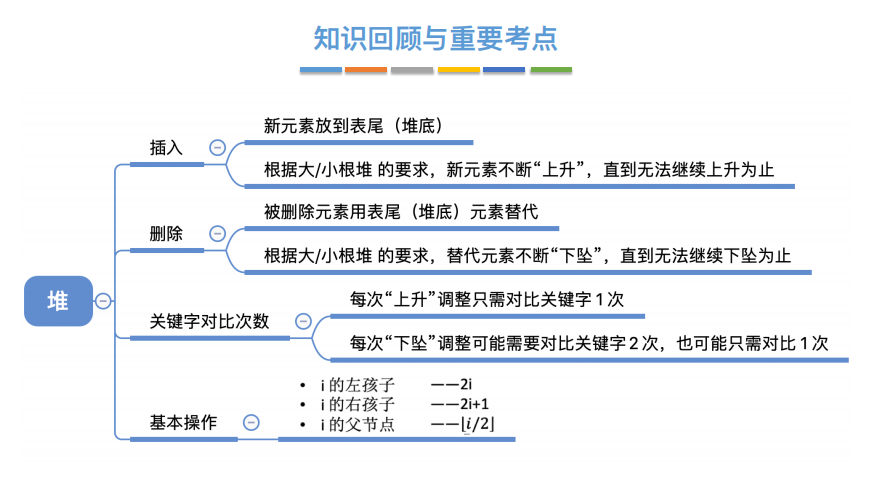 知识回顾与重要考点
新元素放到表尾（堆底）
插入
根据大/小根堆 的要求，新元素不断“上升”，直到无法继续上升为止
被删除元素用表尾（堆底）元素替代
删除
根据大/小根堆 的要求，替代元素不断“下坠”，直到无法继续下坠为止
堆
每次“上升”调整只需对比关键字1次
关键字对比次数
每次“下坠”调整可能需要对比关键字2次，也可能只需对比1次
• i 的左孩子 ——2i
• i 的右孩子 ——2i+1
基本操作
• i 的父节点 ——⌊i/2⌋